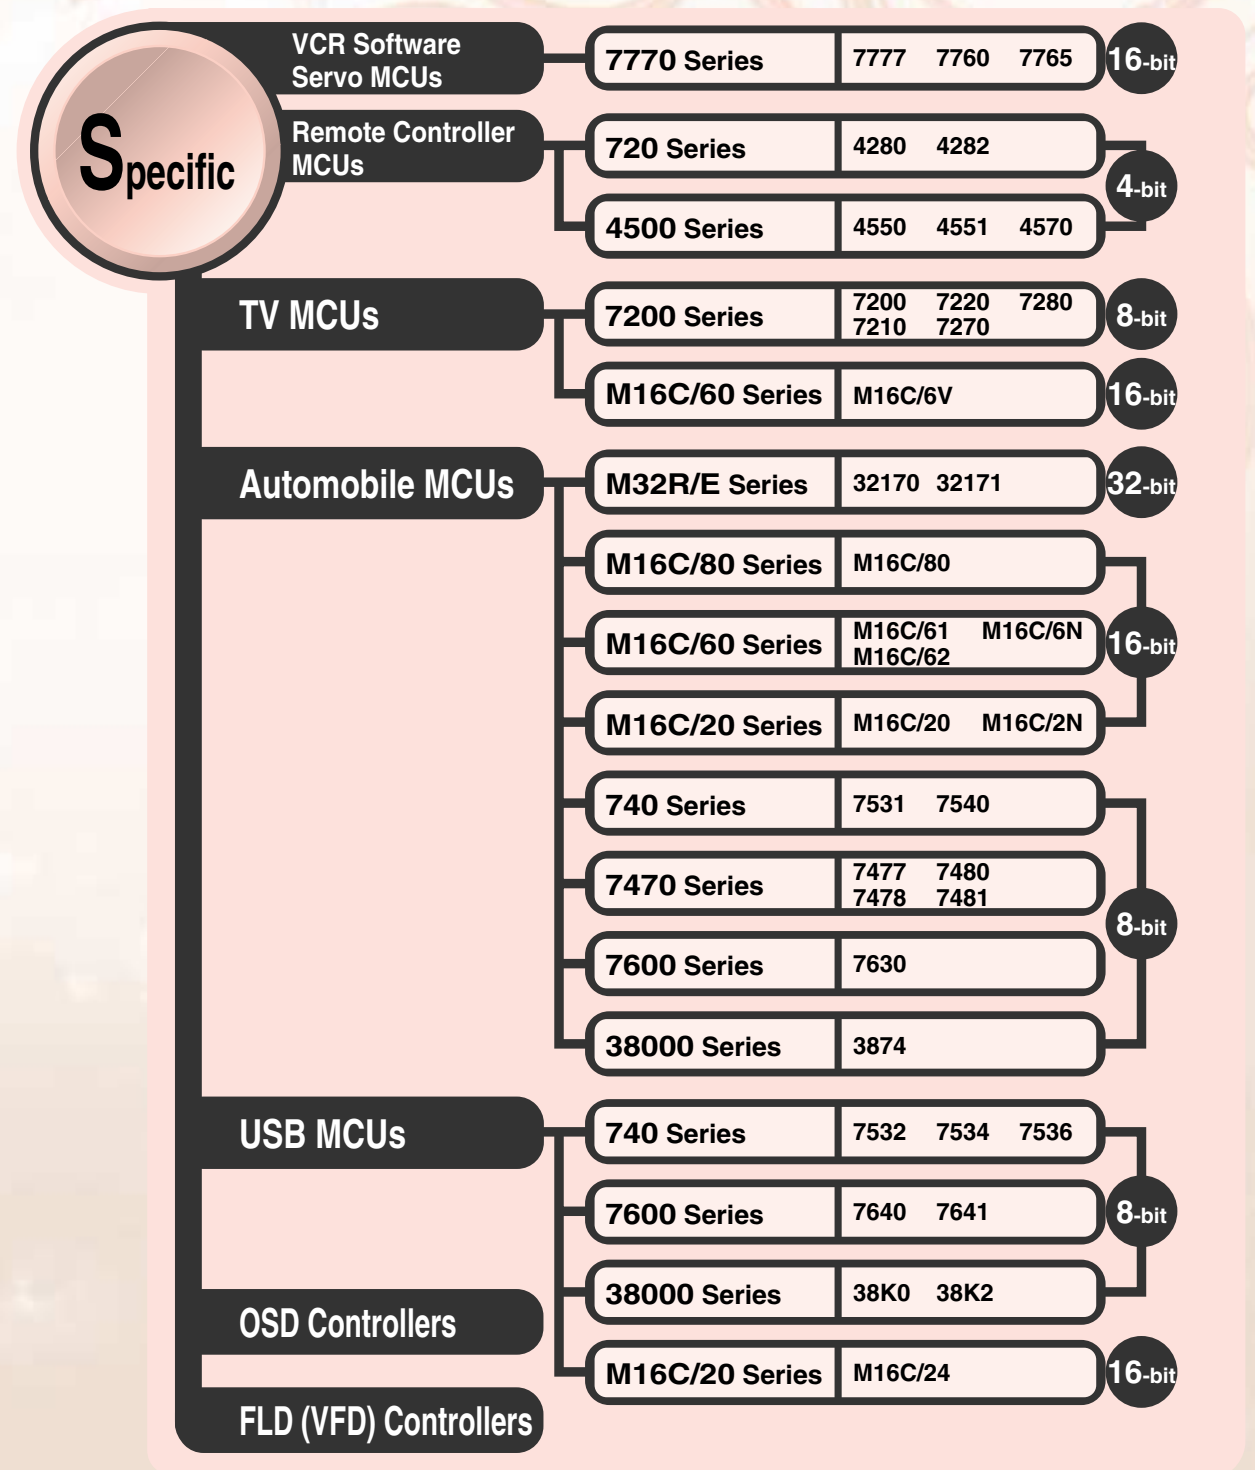 Specific
VCR Software
Servo MCUs
7770 Series
7777 7760 7765
16-bit
Remote Controller
MCUs
720 Series
4280 4282
4-bit
4500 Series
4550 4551 4570
TV MCUs
7200 Series
7200 7220 7280
7210 7270
8-bit
M16C/60 Series
M16C/6V
16-bit
Automobile MCUs
M32R/E Series
32170 32171
32-bit
M16C/80 Series
M16C/80
M16C/60 Series
M16C/61 M16C/6N
M16C/62
16-bit
M16C/20 Series
M16C/20 M16C/2N
740 Series
7531 7540
7470 Series
7477 7480
7478 7481
8-bit
7600 Series
7630
38000 Series
3874
USB MCUs
740 Series
7532 7534 7536
7600 Series
7640 7641
8-bit
38000 Series
38K0 38K2
OSD Controllers
M16C/20 Series
M16C/24
16-bit
FLD (VFD) Controllers